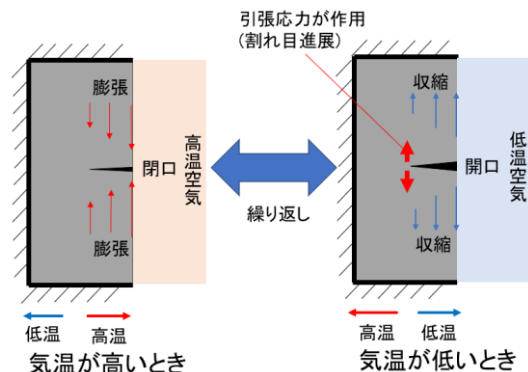 引張応力が作用
(割れ目進展)
膨張
閉口
高温空気
膨張
繰り返し
収縮
開口
低温空気
収縮
低温
高温
気温が高いとき
高温
低温
気温が低いとき